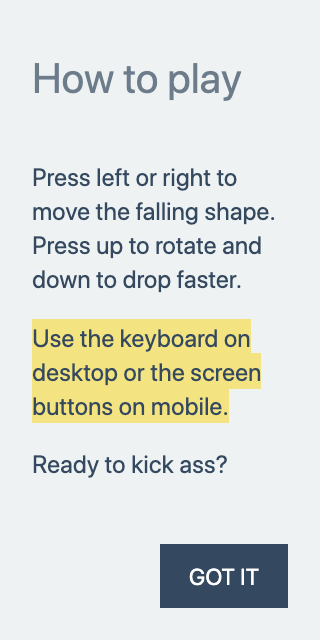 How to play
Press left or right to
move the falling shape.
Press up to rotate and
down to drop faster.
Use the keyboard on
desktop or the screen
buttons on mobile.
Ready to kick ass?
GOT IT